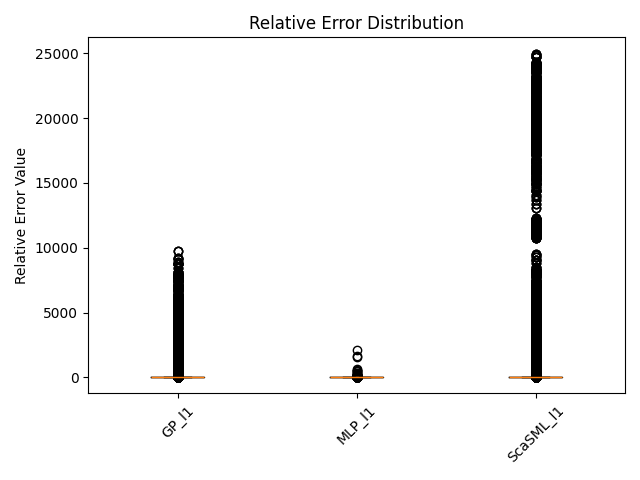 Relative Error Distribution
Relative Error Value
25000
20000
15000
10000
5000
0
GP_l1
MLP_l1
ScaSML_l1